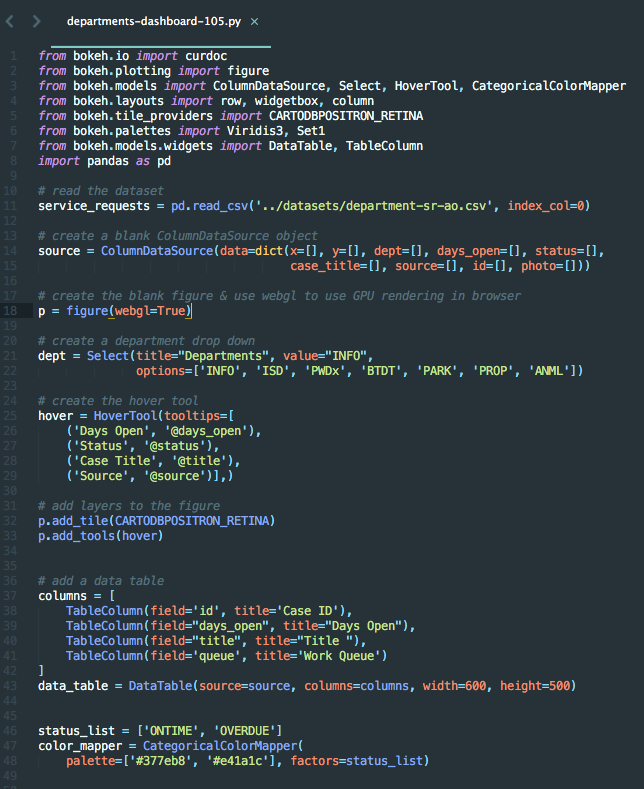 departments-dashboard-105.py ×
1 from bokeh.io import curdoc
2 from bokeh.plotting import figure
3 from bokeh.models import ColumnDataSource, Select, HoverTool, CategoricalColorMapper
4 from bokeh.layouts import row, widgetbox, column
5 from bokeh.tile_providers import CARTODBPOSITRON_RETINA
6 from bokeh.palettes import Viridis3, Set1
7 from bokeh.models.widgets import DataTable, TableColumn
8 import pandas as pd
9
10 # read the dataset
11 service_requests = pd.read_csv('../datasets/department-sr-ao.csv', index_col=0)
12
13 # create a blank ColumnDataSource object
14 source = ColumnDataSource(data=dict(x=[], y=[], dept=[], days_open=[], status=[],
15 case_title=[], source=[], id=[], photo=[]))
16
17 # create the blank figure & use webgl to use GPU rendering in browser
18 p = figure(webgl=True)
19
20 # create a department drop down
21 dept = Select(title="Departments", value="INFO",
22 options=['INFO', 'ISD', 'PWDx', 'BTDT', 'PARK', 'PROP', 'ANML'])
23
24 # create the hover tool
25 hover = HoverTool(tooltips=[
26 ('Days Open', '@days_open'),
27 ('Status', '@status'),
28 ('Case Title', '@title'),
29 ('Source', '@source')],)
30
31 # add layers to the figure
32 p.add_tile(CARTODBPOSITRON_RETINA)
33 p.add_tools(hover)
34
35
36 # add a data table
37 columns = [
38 TableColumn(field='id', title='Case ID'),
39 TableColumn(field="days_open", title="Days Open"),
40 TableColumn(field="title", title="Title "),
41 TableColumn(field='queue', title='Work Queue')
42 ]
43 data_table = DataTable(source=source, columns=columns, width=600, height=500)
44
45
46 status_list = ['ONTIME', 'OVERDUE']
47 color_mapper = CategoricalColorMapper(
48 palette=['#377eb8', '#e41a1c'], factors=status_list)
49